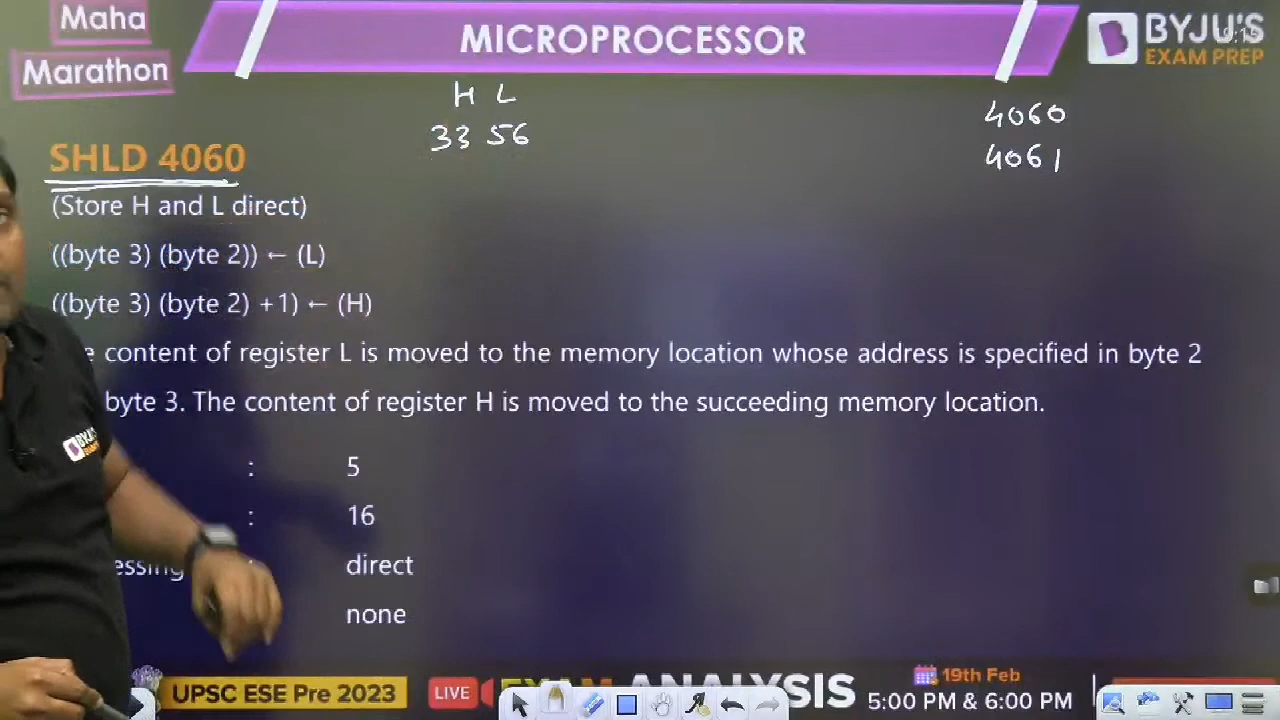 Maha
Marathon
MICROPROCESSOR
BYJU'S
EXAM PREP
H L
33 56
4060
4061
SHLD 4060
(Store H and L direct)
((byte 3) (byte 2)) ← (L)
((byte 3) (byte 2) +1) ← (H)
e content of register L is moved to the memory location whose address is specified in byte 2
byte 3. The content of register H is moved to the succeeding memory location.
: 5
: 16
essing : direct
none
BYJU'S
UPSC ESE Pre 2023
LIVE
EXAM ANALYSIS
19th Feb
5:00 PM & 6:00 PM